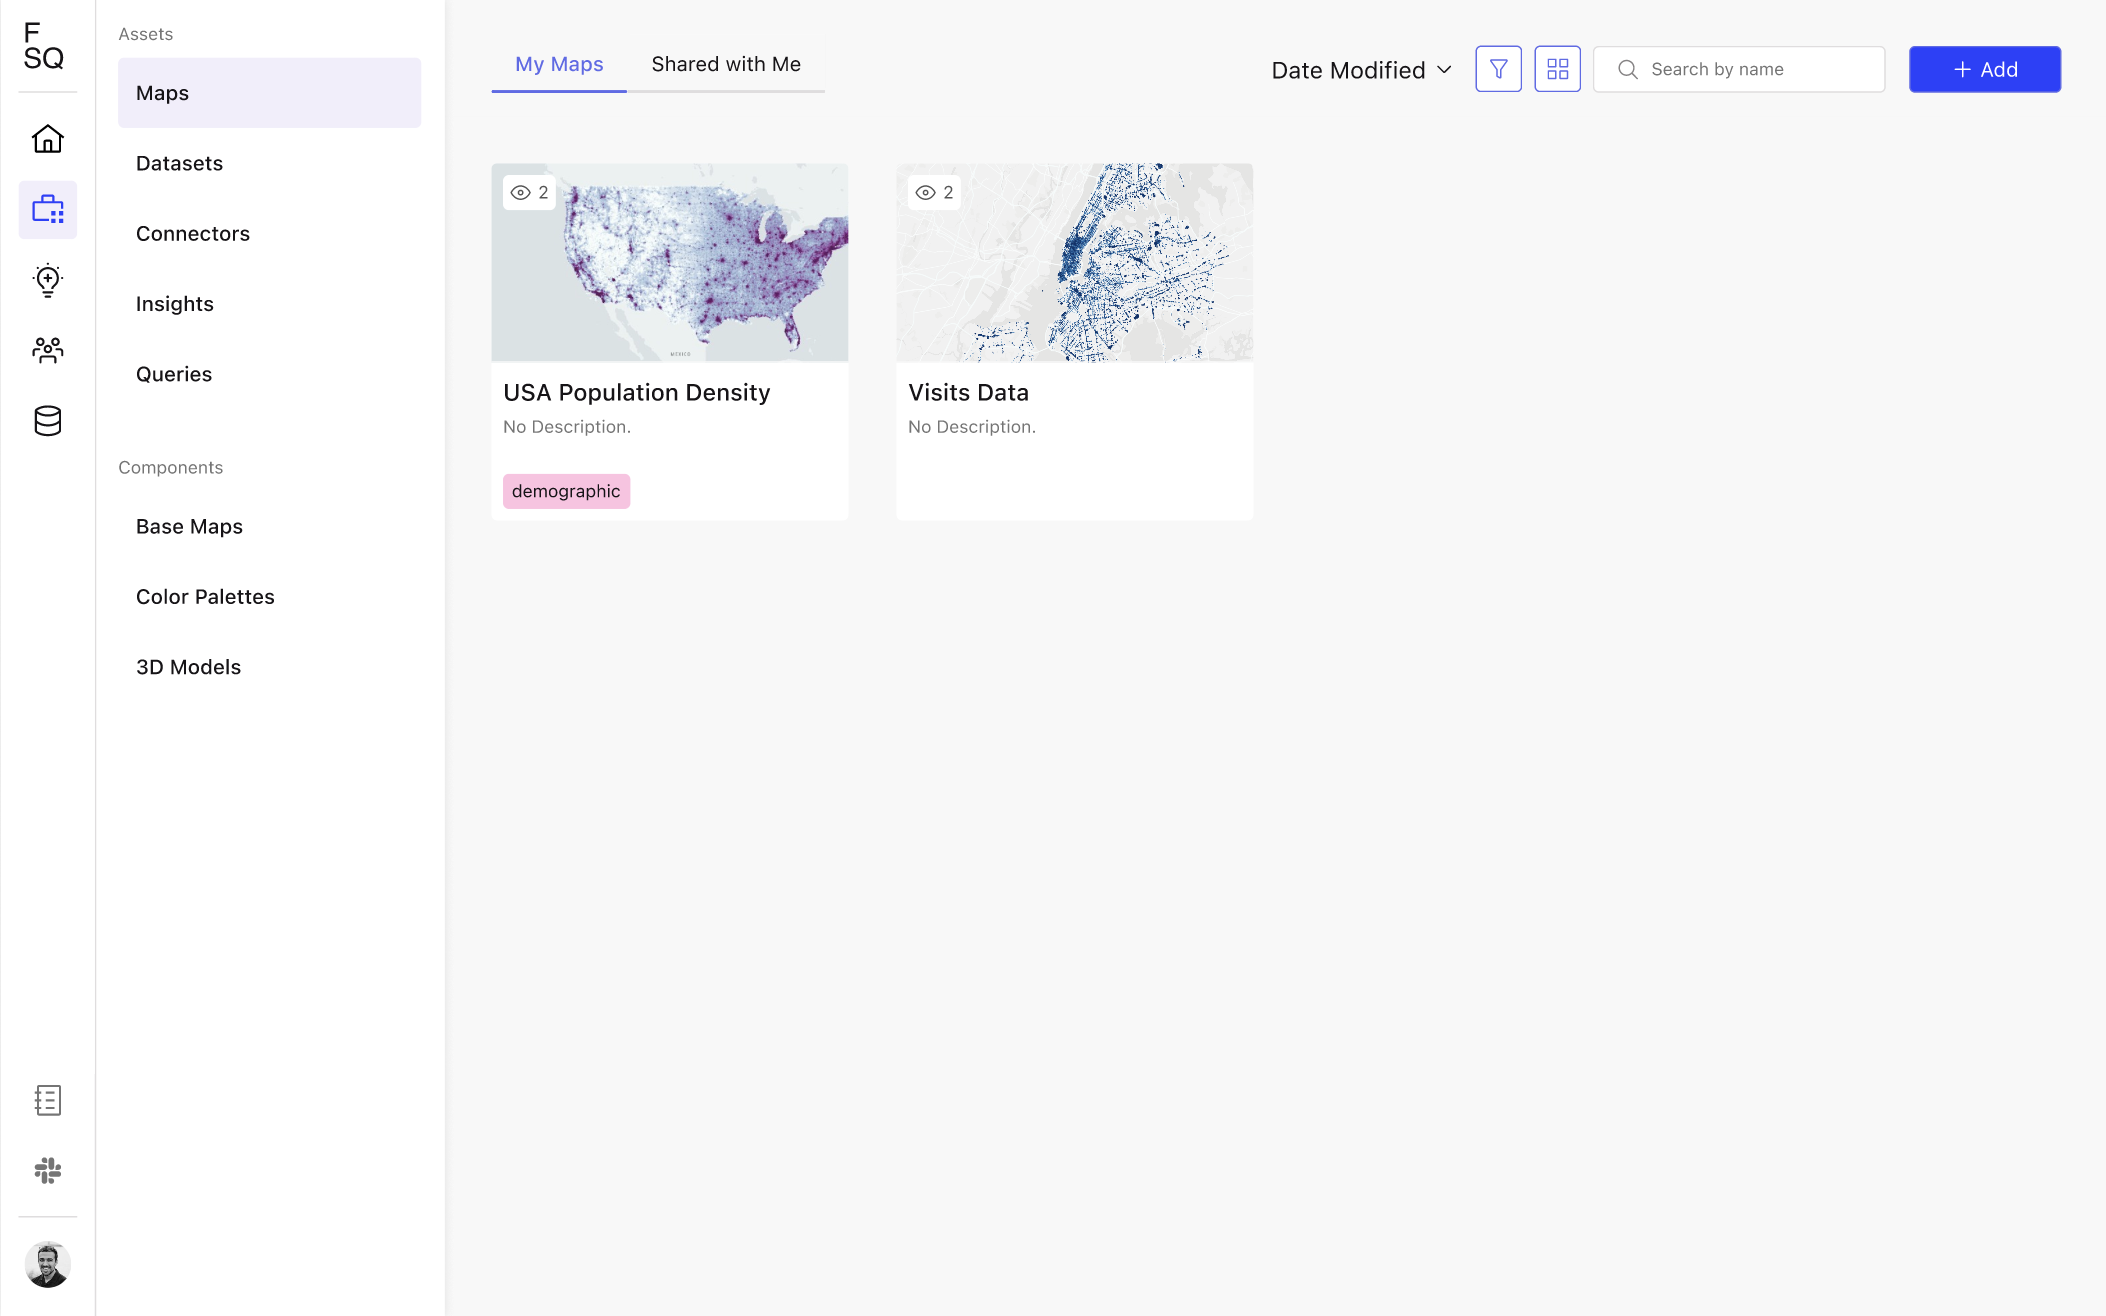 F
SQ
Assets
Maps
Datasets
Connectors
Insights
Queries
Components
Base Maps
Color Palettes
3D Models
My Maps
Shared with Me
Date Modified
Search by name
+ Add
2
MEXICO
USA Population Density
No Description.
demographic
2
Visits Data
No Description.